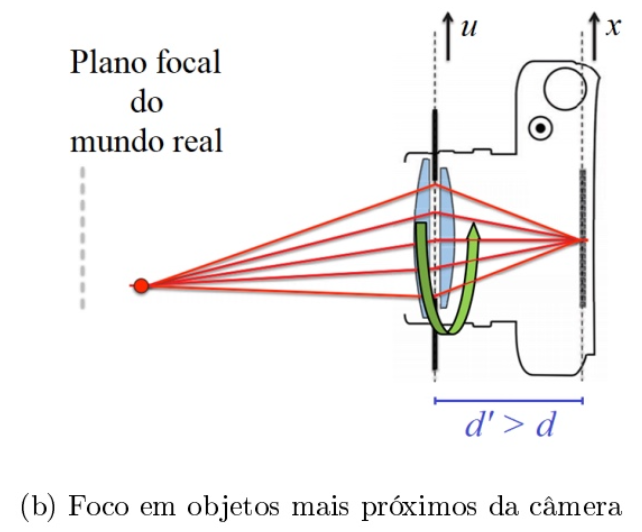 u
x
Plano focal
do
mundo real
d' > d
(b) Foco em objetos mais próximos da câmera